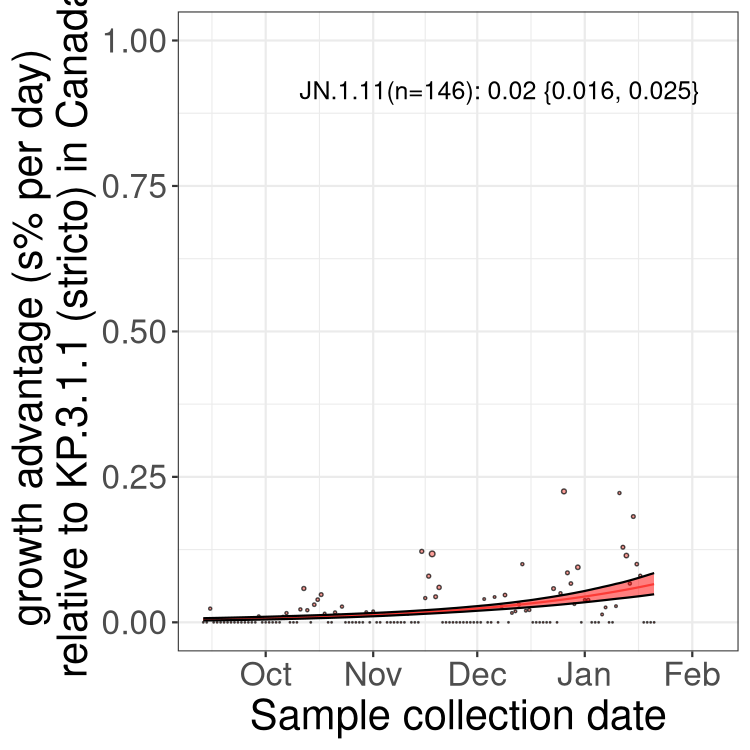 growth advantage (s% per day)
relative to KP.3.1.1 (stricto) in Canada
1.00
JN.1.11(n=146): 0.02 {0.016, 0.025}
0.75
0.50
0.25
0.00
Oct Nov Dec Jan Feb
Sample collection date